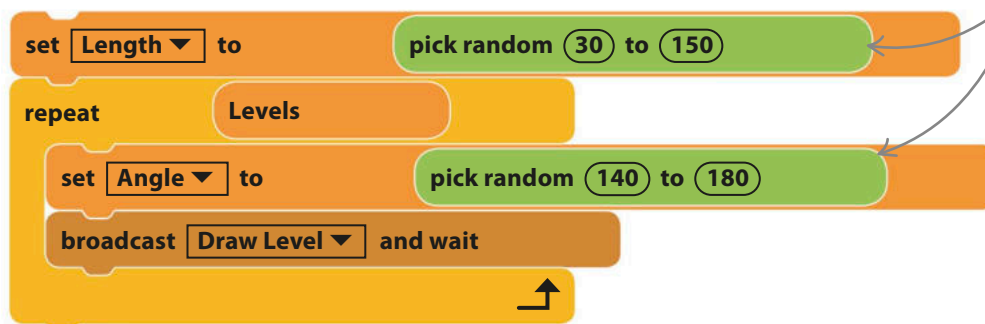 set Length to pick random 30 to 150
repeat Levels
set Angle to pick random 140 to 180
broadcast Draw Level and wait